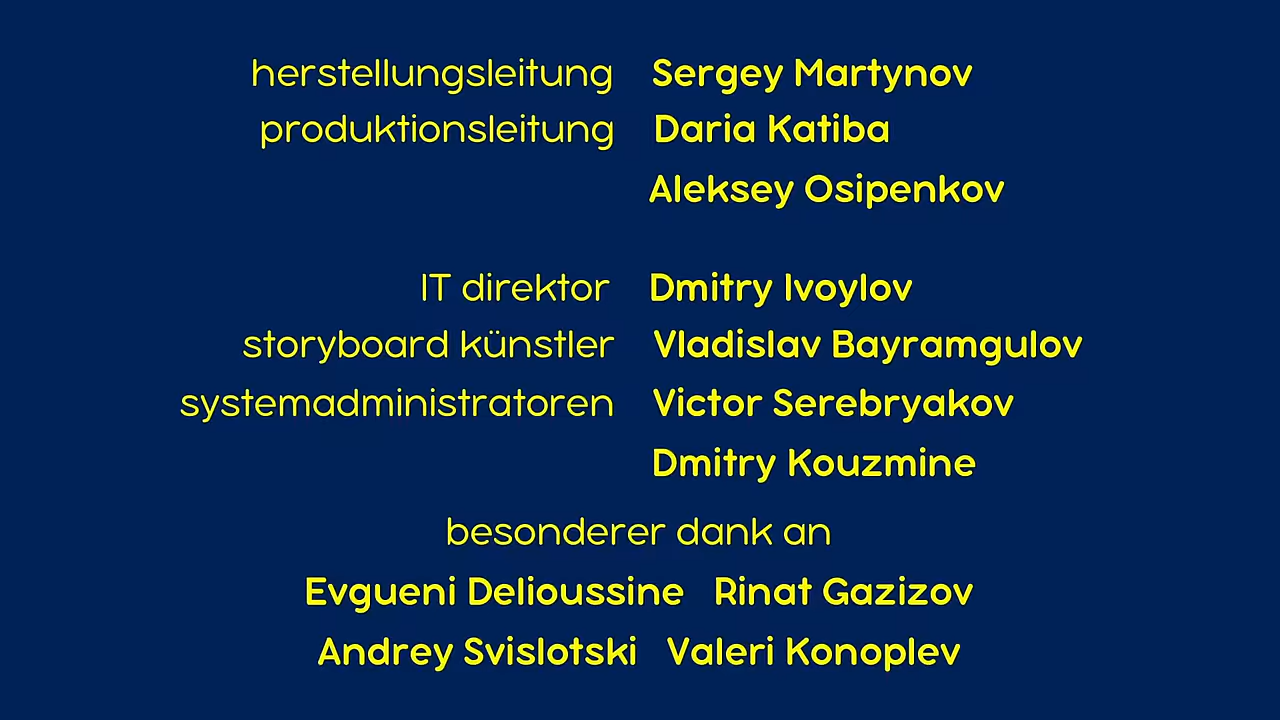 herstellungsleitung Sergey Martynov
produktionsleitung Daria Katiba
Aleksey Osipenkov
IT direktor Dmitry Ivoylov
storyboard künstler Vladislav Bayramgulov
systemadministratoren Victor Serebryakov
Dmitry Kouzmine
besonderer dank an
Evgueni Delioussine Rinat Gazizov
Andrey Svislotski Valeri Konoplev